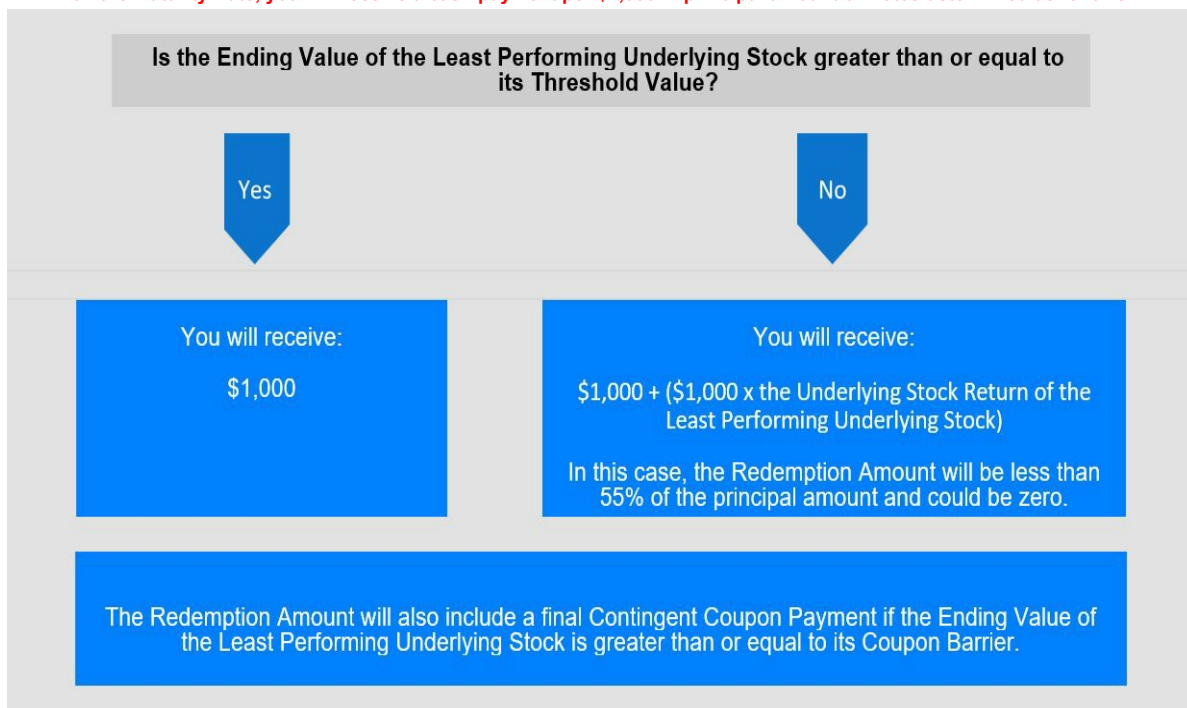 Is the Ending Value of the Least Performing Underlying Stock greater than or equal to
its Threshold Value?
Yes
No
You will receive:
$1,000
You will receive:
$1,000 + ($1,000 x the Underlying Stock Return of the
Least Performing Underlying Stock)
In this case, the Redemption Amount will be less than
55% of the principal amount and could be zero.
The Redemption Amount will also include a final Contingent Coupon Payment if the Ending Value of
the Least Performing Underlying Stock is greater than or equal to its Coupon Barrier.